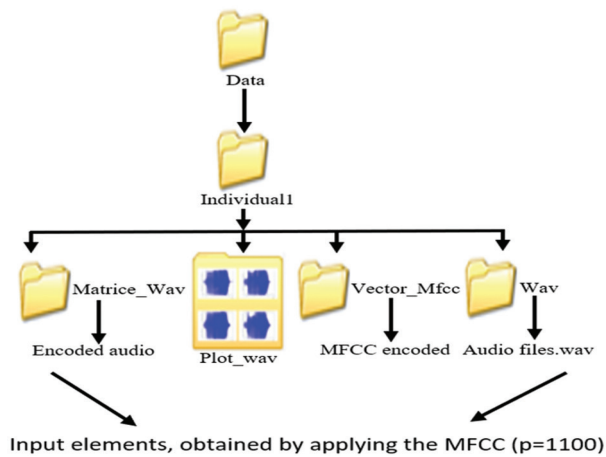 Data
Individual1
Matrice_Wav
Vector_Mfcc
Wav
Encoded audio
Plot_wav
MFCC encoded
Audio files.wav
Input elements, obtained by applying the MFCC (p=1100)